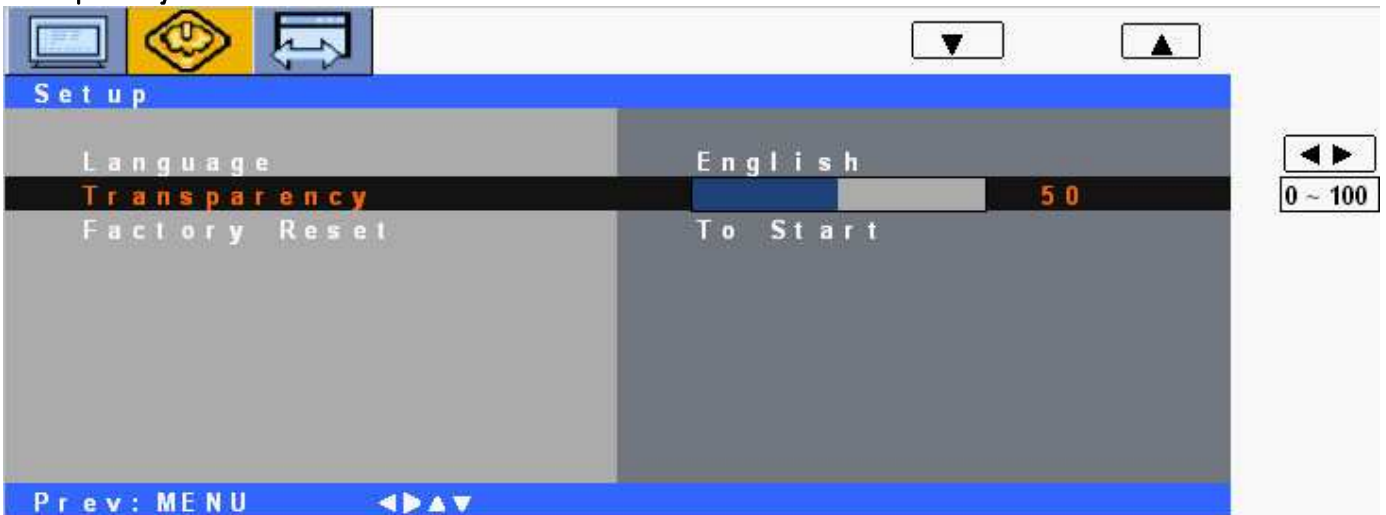 ▼ ▲
Setup
Language English
◀ ▶
Transparency 50
0 ~ 100
Factory Reset To Start
Prev: MENU ◀▶▲▼